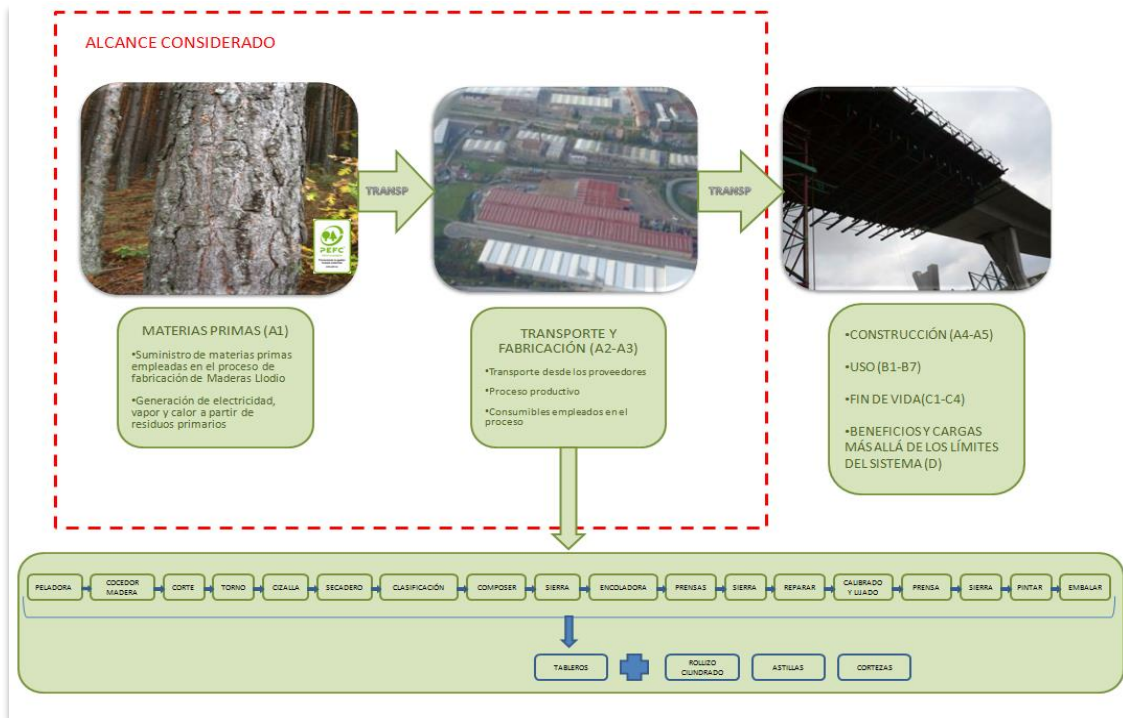 ALCANCE CONSIDERADO
TRANSP
TRANSP
PEFC
MATERIAS PRIMAS (A1)
•Suministro de materias primas
empleadas en el proceso de
fabricación de Maderas Llodio
•Generación de electricidad,
vapor y calor a partir de
residuos primarios
TRANSPORTE Y
FABRICACIÓN (A2-A3)
•Transporte desde los proveedores
•Proceso productivo
•Consumibles empleados en el
proceso
•CONSTRUCCIÓN (A4-A5)
•USO (B1-B7)
•FIN DE VIDA(C1-C4)
•BENEFICIOS Y CARGAS
MÁS ALLÁ DE LOS LÍMITES
DEL SISTEMA (D)
PELADORA
COCEDOR
MADERA
CORTE
TORNO
CIZALLA
SECADERO
CLASIFICACIÓN
COMPOSER
SIERRA
ENCOLADORA
PRENSAS
SIERRA
REPARAR
CALIBRADO
Y LIJADO
PRENSA
SIERRA
PINTAR
EMBALAR
TABLEROS
ROLLIZO
CILINDRADO
ASTILLAS
CORTEZAS